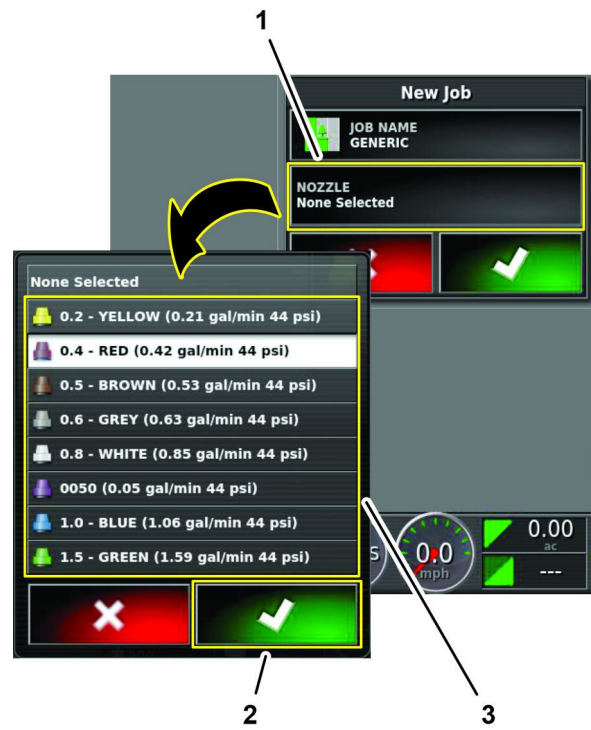 1
New Job
JOB NAME
GENERIC
NOZZLE
None Selected
None Selected
0.2 - YELLOW (0.21 gal/min 44 psi)
0.4 - RED (0.42 gal/min 44 psi)
0.5 - BROWN (0.53 gal/min 44 psi)
0.6 - GREY (0.63 gal/min 44 psi)
0.8 - WHITE (0.85 gal/min 44 psi)
0050 (0.05 gal/min 44 psi)
1.0 - BLUE (1.06 gal/min 44 psi)
1.5 - GREEN (1.59 gal/min 44 psi)
S
0.0
mph
0.00
ac
---
2
3